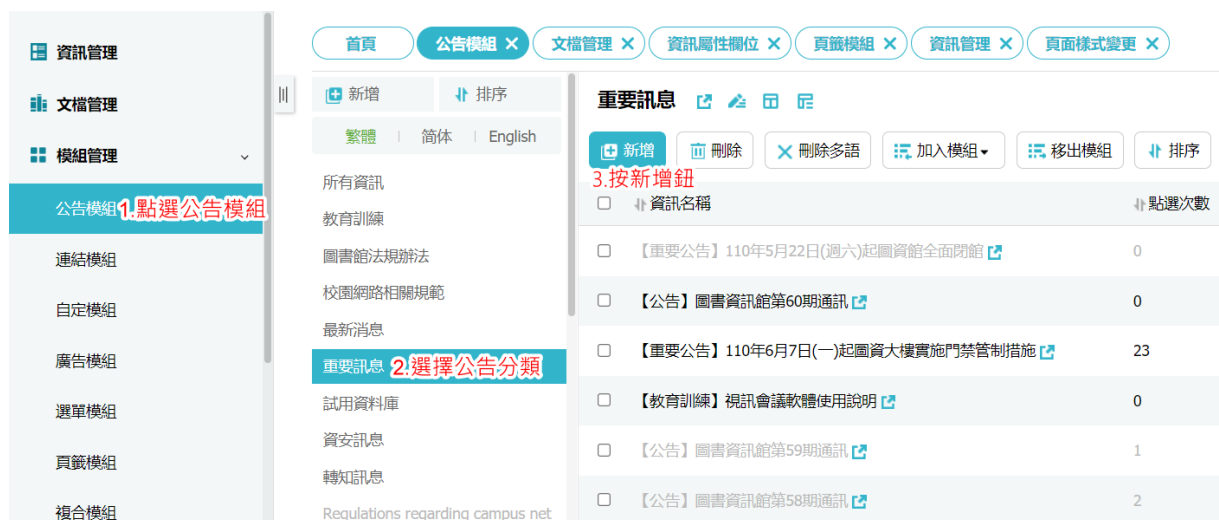 資訊管理
文檔管理
模組管理
公告模組 1.點選公告模組
連結模組
自定模組
廣告模組
選單模組
頁籤模組
複合模組
首頁 公告模組 文檔管理 資訊屬性欄位 頁籤模組 資訊管理 頁面樣式變更
新增 排序
繁體 简体 English
所有資訊
教育訓練
圖書館法規辦法
校園網路相關規範
最新消息
重要訊息 2.選擇公告分類
試用資料庫
資安訊息
轉知訊息
Regulations regarding campus net
重要訊息
新增 刪除 刪除多語 加入模組 移出模組 排序
3.按新增鈕
資訊名稱 點選次數
【重要公告】110年5月22日(週六)起圖資館全面閉館 0
【公告】圖書資訊館第60期通訊 0
【重要公告】110年6月7日(一)起圖資大樓實施門禁管制措施 23
【教育訓練】視訊會議軟體使用說明 0
【公告】圖書資訊館第59期通訊 1
【公告】圖書資訊館第58期通訊 2